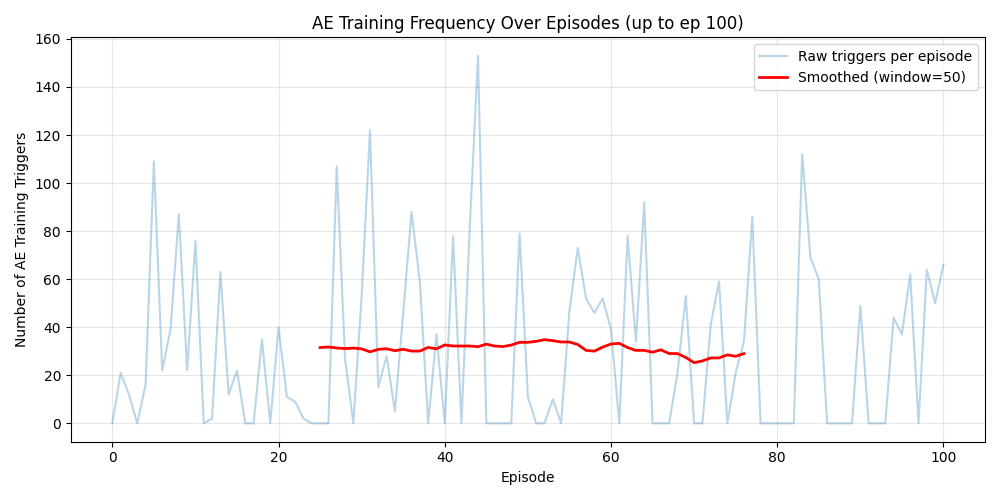 AE Training Frequency Over Episodes (up to ep 100)
Raw triggers per episode
Smoothed (window=50)
Number of AE Training Triggers
160
140
120
100
80
60
40
20
0
0 20 40 60 80 100
Episode